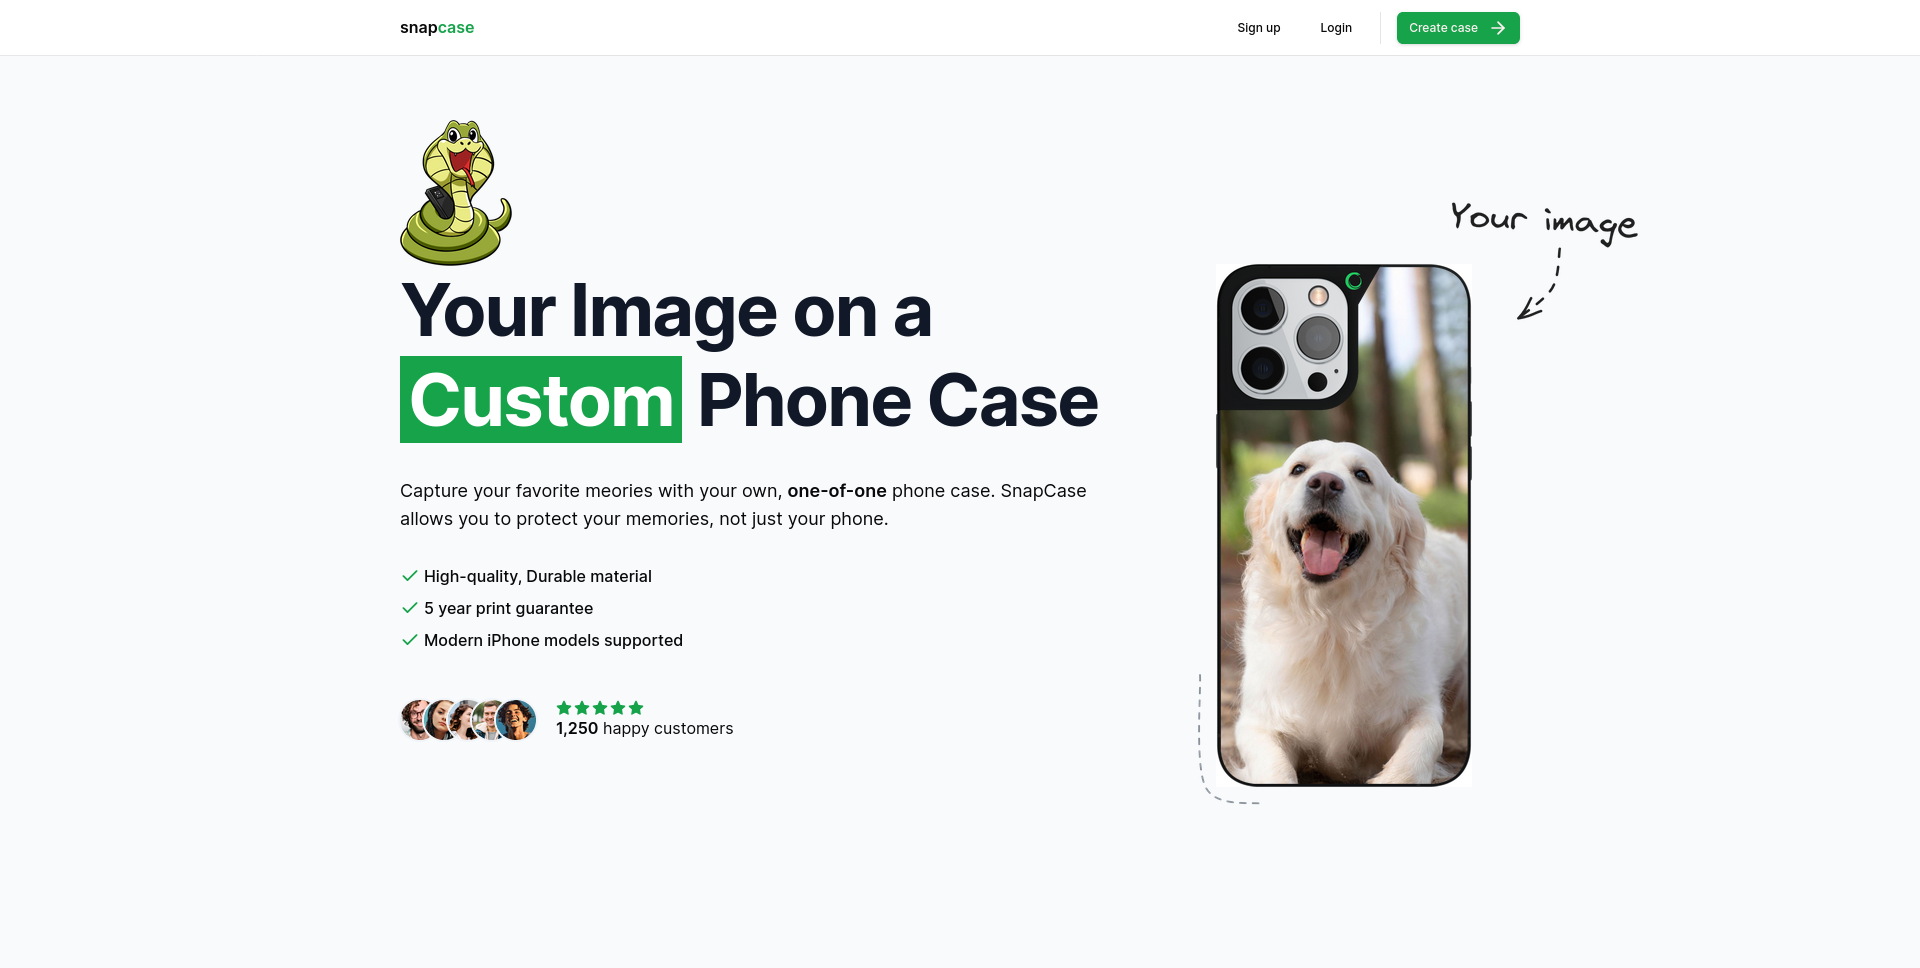 snapcase
Sign up
Login
Create case
Your image
Your Image on a
Custom Phone Case
Capture your favorite meories with your own, one-of-one phone case. SnapCase
allows you to protect your memories, not just your phone.
High-quality, Durable material
5 year print guarantee
Modern iPhone models supported
1,250 happy customers